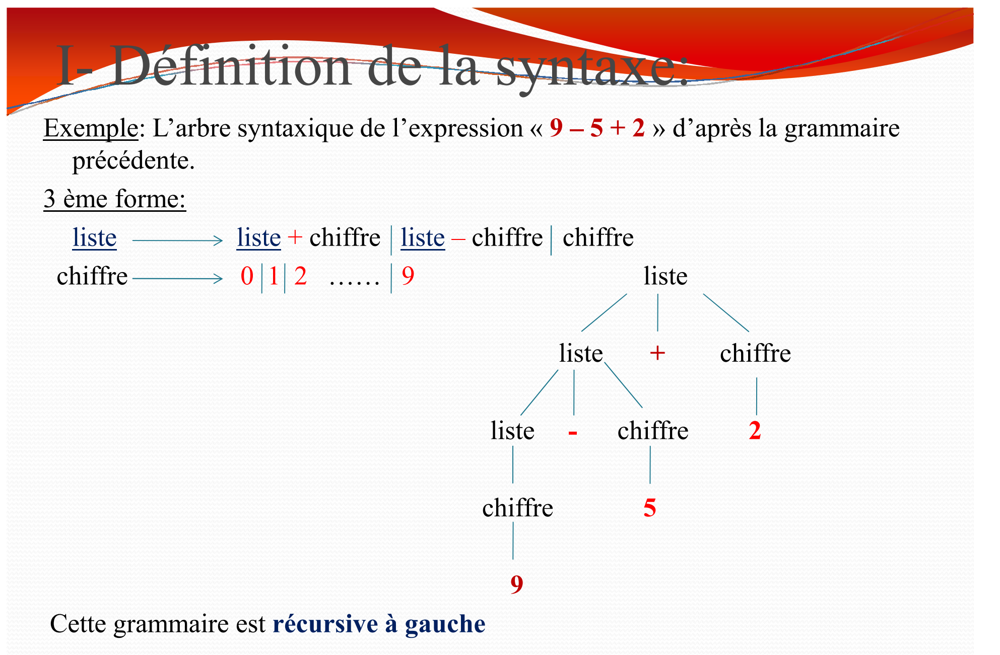 I- Définition de la syntaxe:
Exemple: L’arbre syntaxique de l’expression « 9 – 5 + 2 » d’après la grammaire
précédente.
3 ème forme:
liste → liste + chiffre | liste – chiffre | chiffre
chiffre → 0 | 1 | 2 …… | 9
liste
liste + chiffre
liste - chiffre 2
chiffre 5
9
Cette grammaire est récursive à gauche